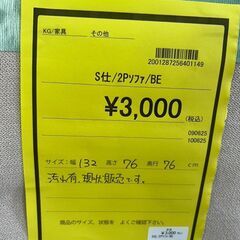 KG/家具 その他
2001287256401149
S仕/2Pソファ/BE
¥3,000
(税込)
090625
100625
サイズ:幅 132 高さ 76 奥行 76 cm
汚れ有、現状販売です。
商品のサイズ、状態を よくご確認下さい。
¥3,000